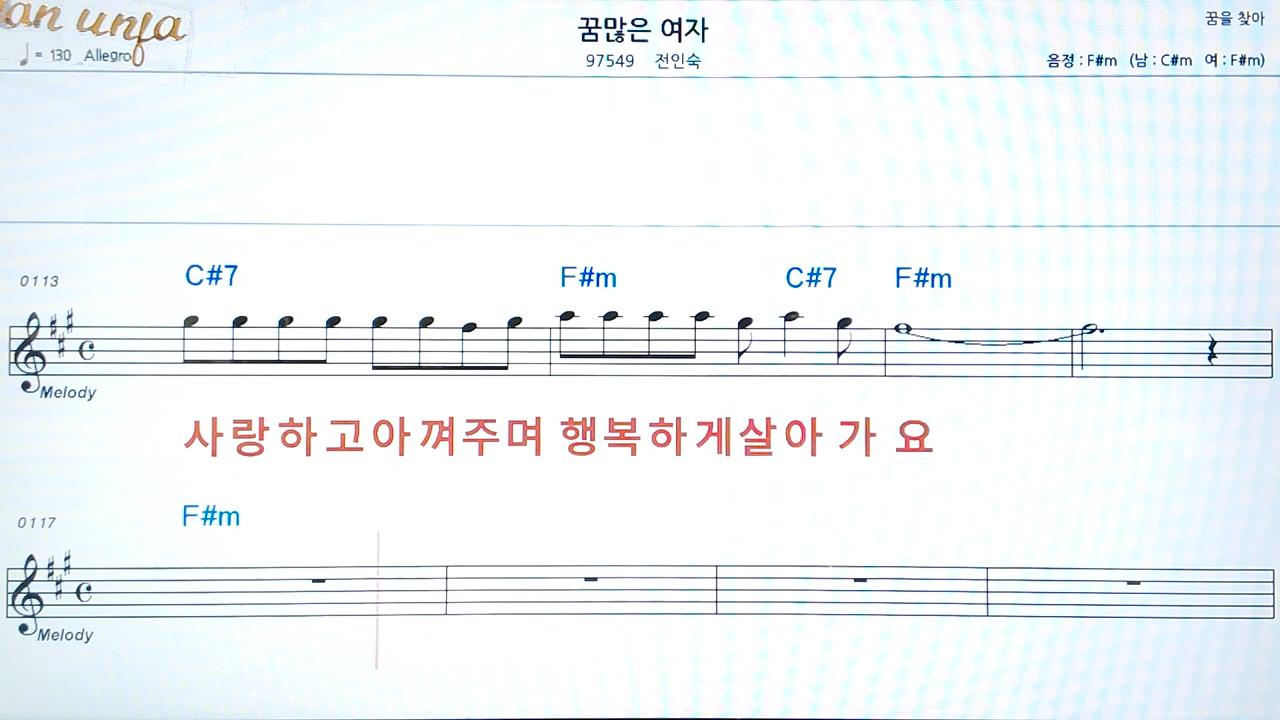 꿈많은 여자
꿈을 찾아
= 130 Allegro
97549 전인숙
음정 : F#m (남 : C#m 여 : F#m)
0113 C#7 F#m C#7 F#m
Melody
사랑하고아껴주며 행복하게살아 가 요
0117 F#m
Melody